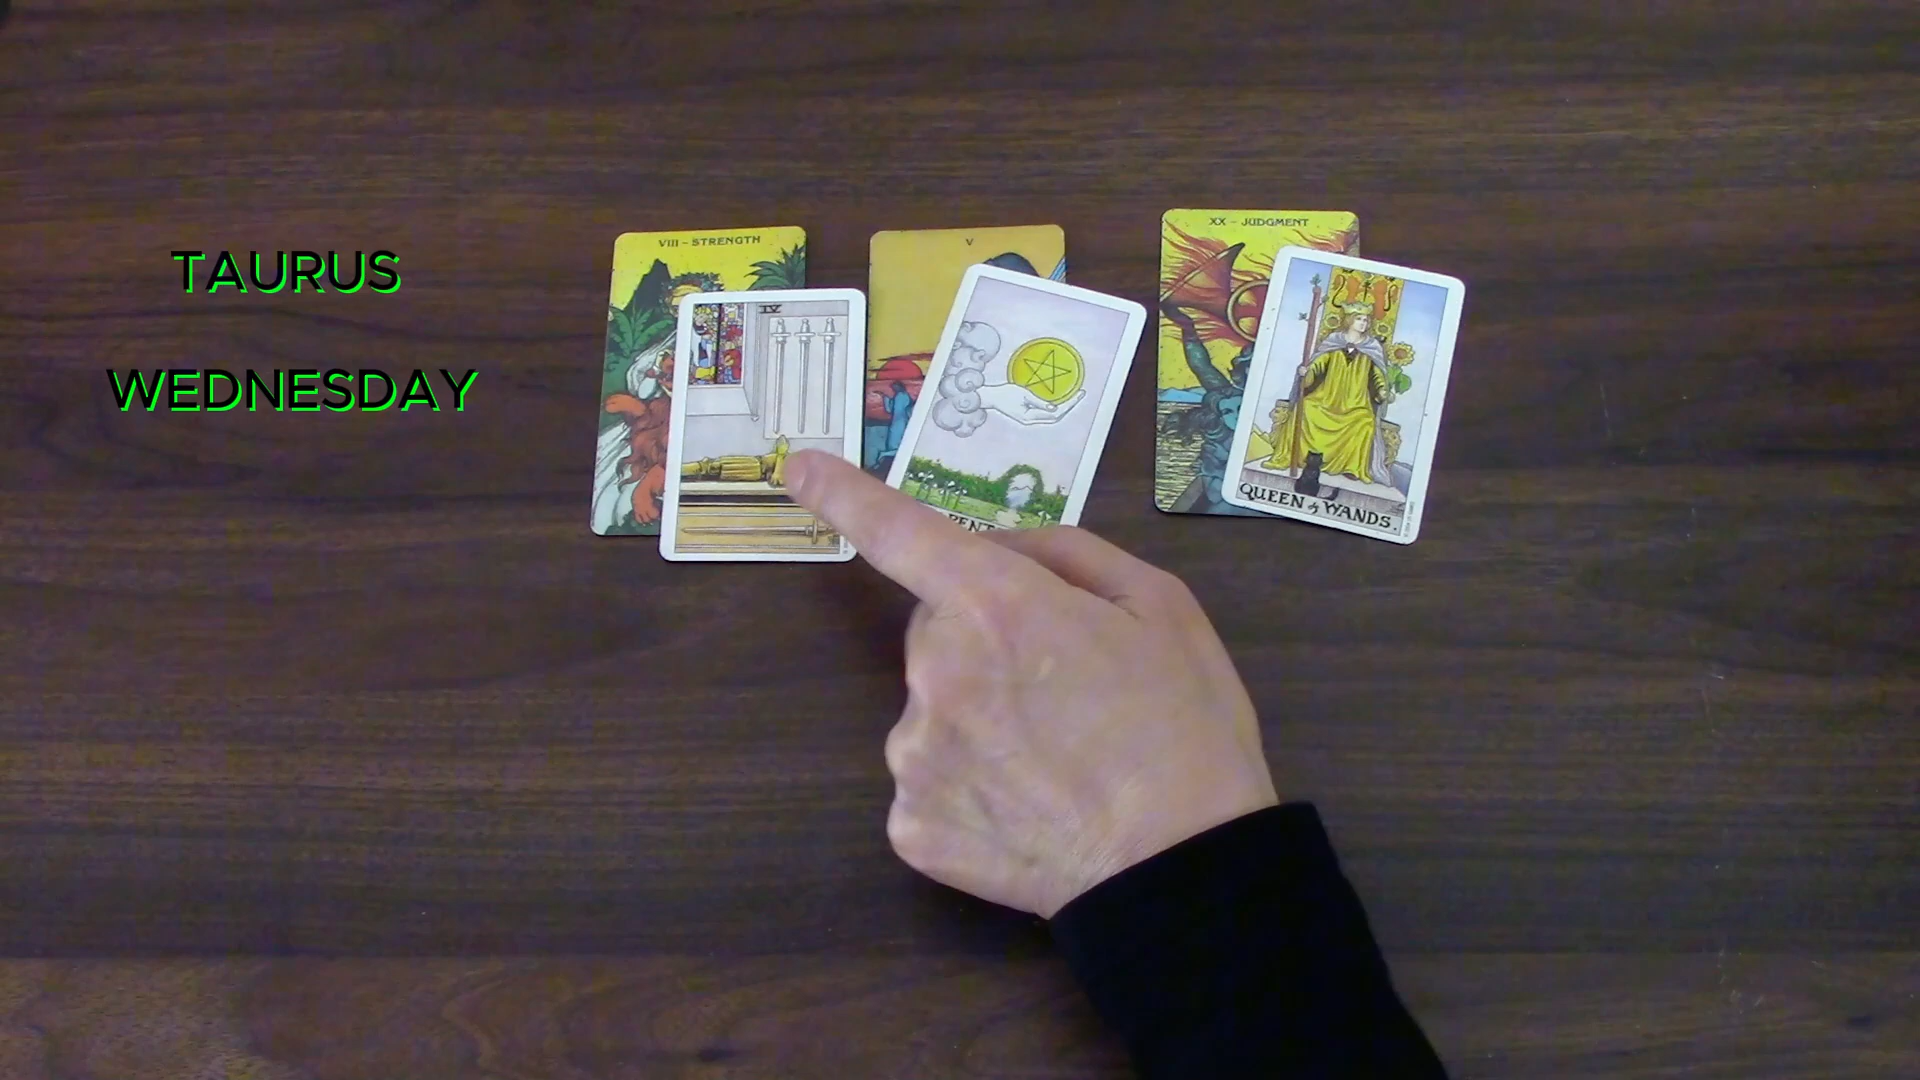 TAURUS
WEDNESDAY
VIII – STRENGTH
V
XX – JUDGMENT
IV
QUEEN of WANDS.